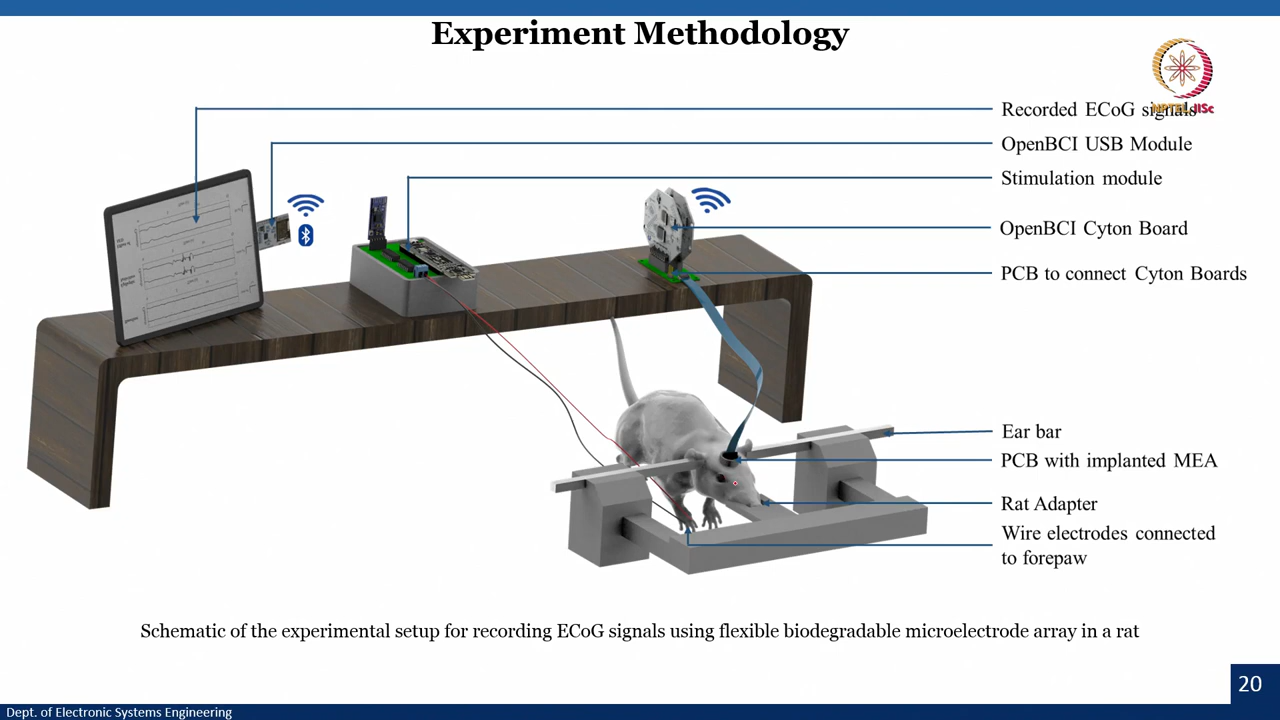 Experiment Methodology
Recorded ECoG signals
NPTEL IISc
OpenBCI USB Module
Stimulation module
OpenBCI Cyton Board
PCB to connect Cyton Boards
Ear bar
PCB with implanted MEA
Rat Adapter
Wire electrodes connected
to forepaw
Schematic of the experimental setup for recording ECoG signals using flexible biodegradable microelectrode array in a rat
20
Dept. of Electronic Systems Engineering